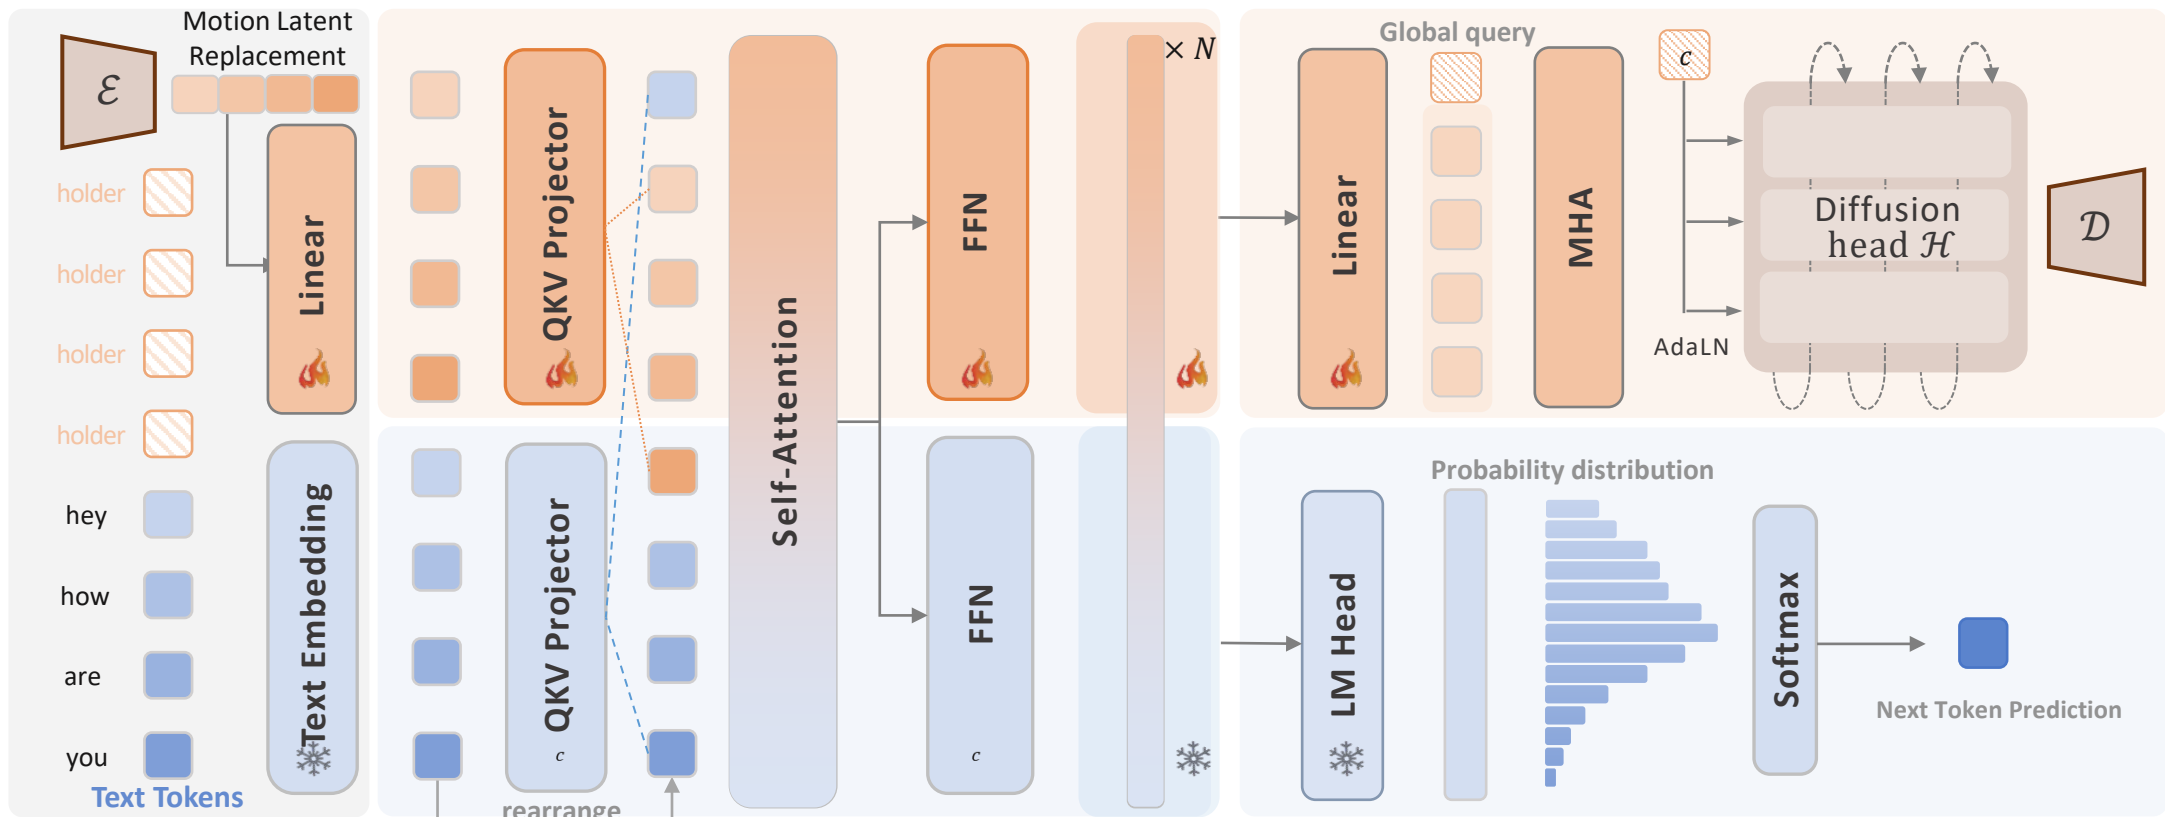 Motion Latent
Replacement
ℰ
holder
holder
holder
holder
hey
how
are
you
Text Tokens
Linear
Text Embedding
QKV Projector
QKV Projector
c
rearrange
Self-Attention
FFN
FFN
c
× N
Linear
Global query
MHA
c
AdaLN
Diffusion
head ℋ
𝒟
LM Head
Probability distribution
Softmax
Next Token Prediction